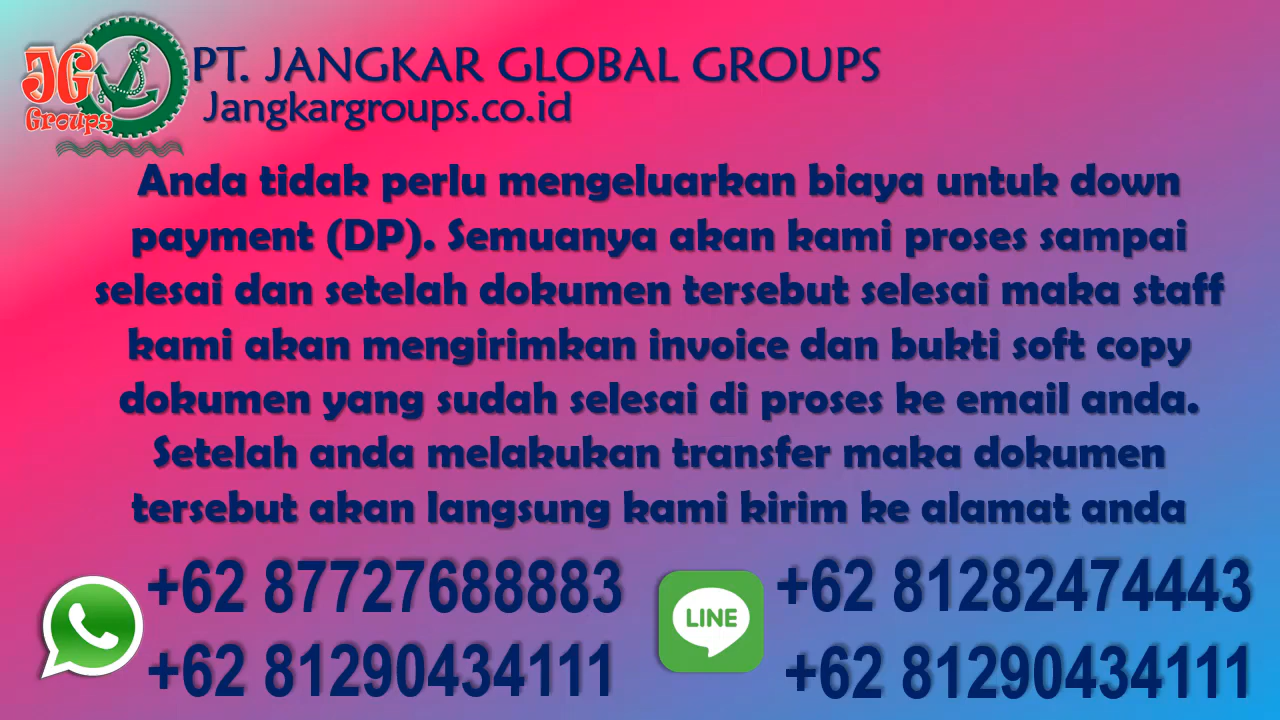 JG
Groups
PT. JANGKAR GLOBAL GROUPS
Jangkargroups.co.id
Anda tidak perlu mengeluarkan biaya untuk down
payment (DP). Semuanya akan kami proses sampai
selesai dan setelah dokumen tersebut selesai maka staff
kami akan mengirimkan invoice dan bukti soft copy
dokumen yang sudah selesai di proses ke email anda.
Setelah anda melakukan transfer maka dokumen
tersebut akan langsung kami kirim ke alamat anda
+62 87727688883
+62 81290434111
LINE
+62 81282474443
+62 81290434111